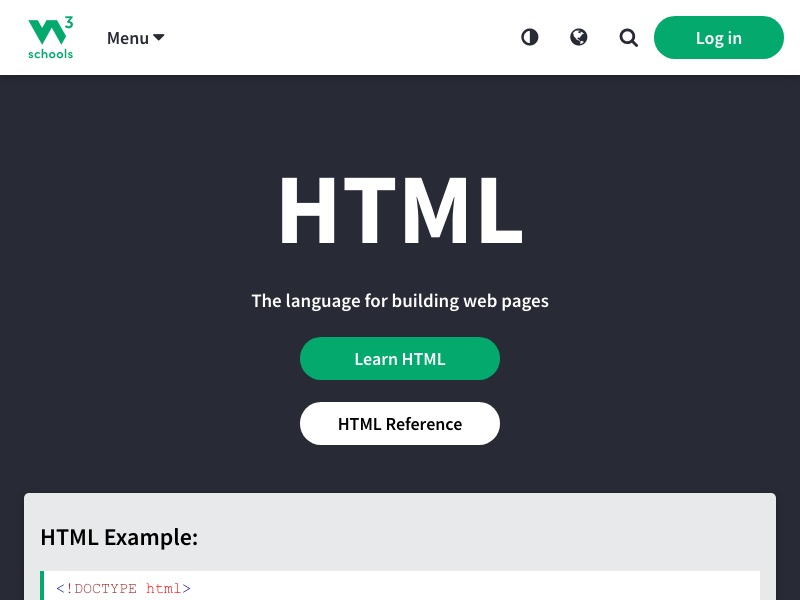 3
schools
Menu
Log in
HTML
The language for building web pages
Learn HTML
HTML Reference
HTML Example:
<!DOCTYPE html>